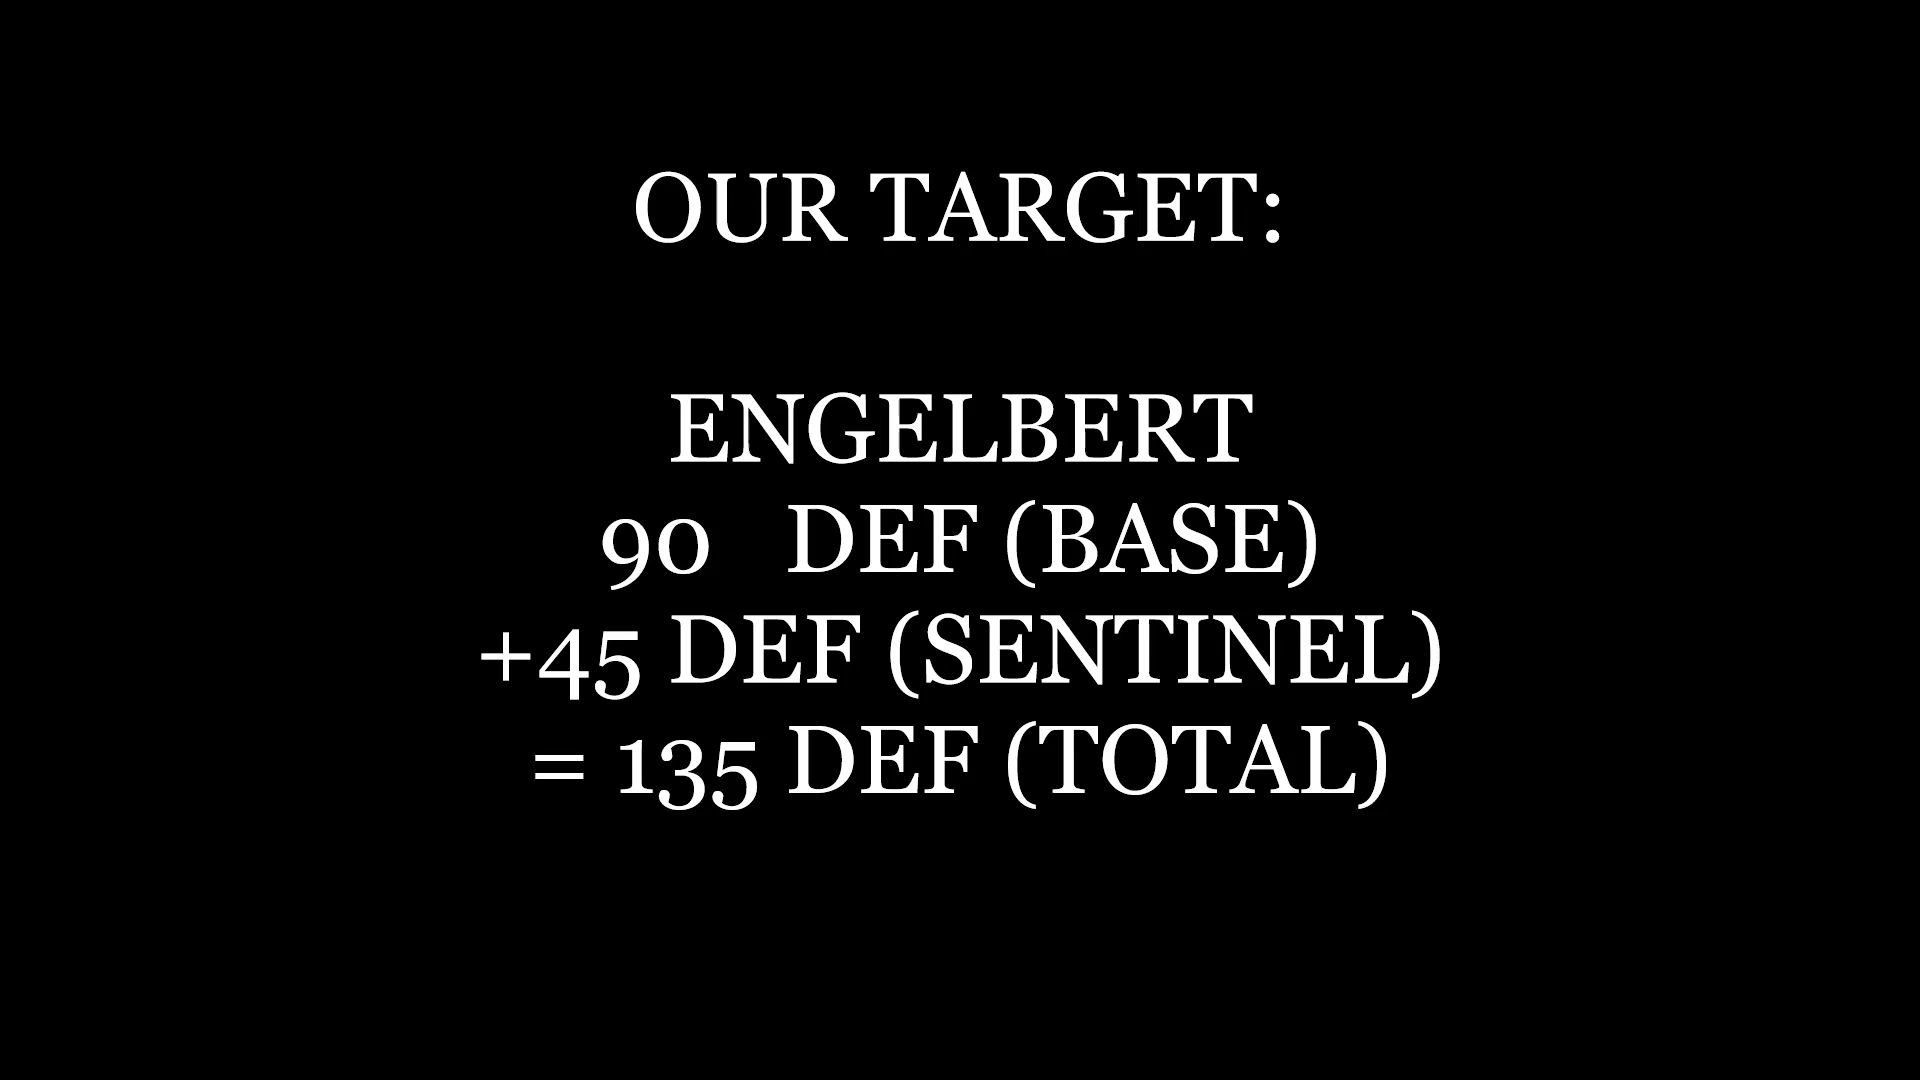 OUR TARGET:
ENGELBERT
90 DEF (BASE)
+45 DEF (SENTINEL)
= 135 DEF (TOTAL)